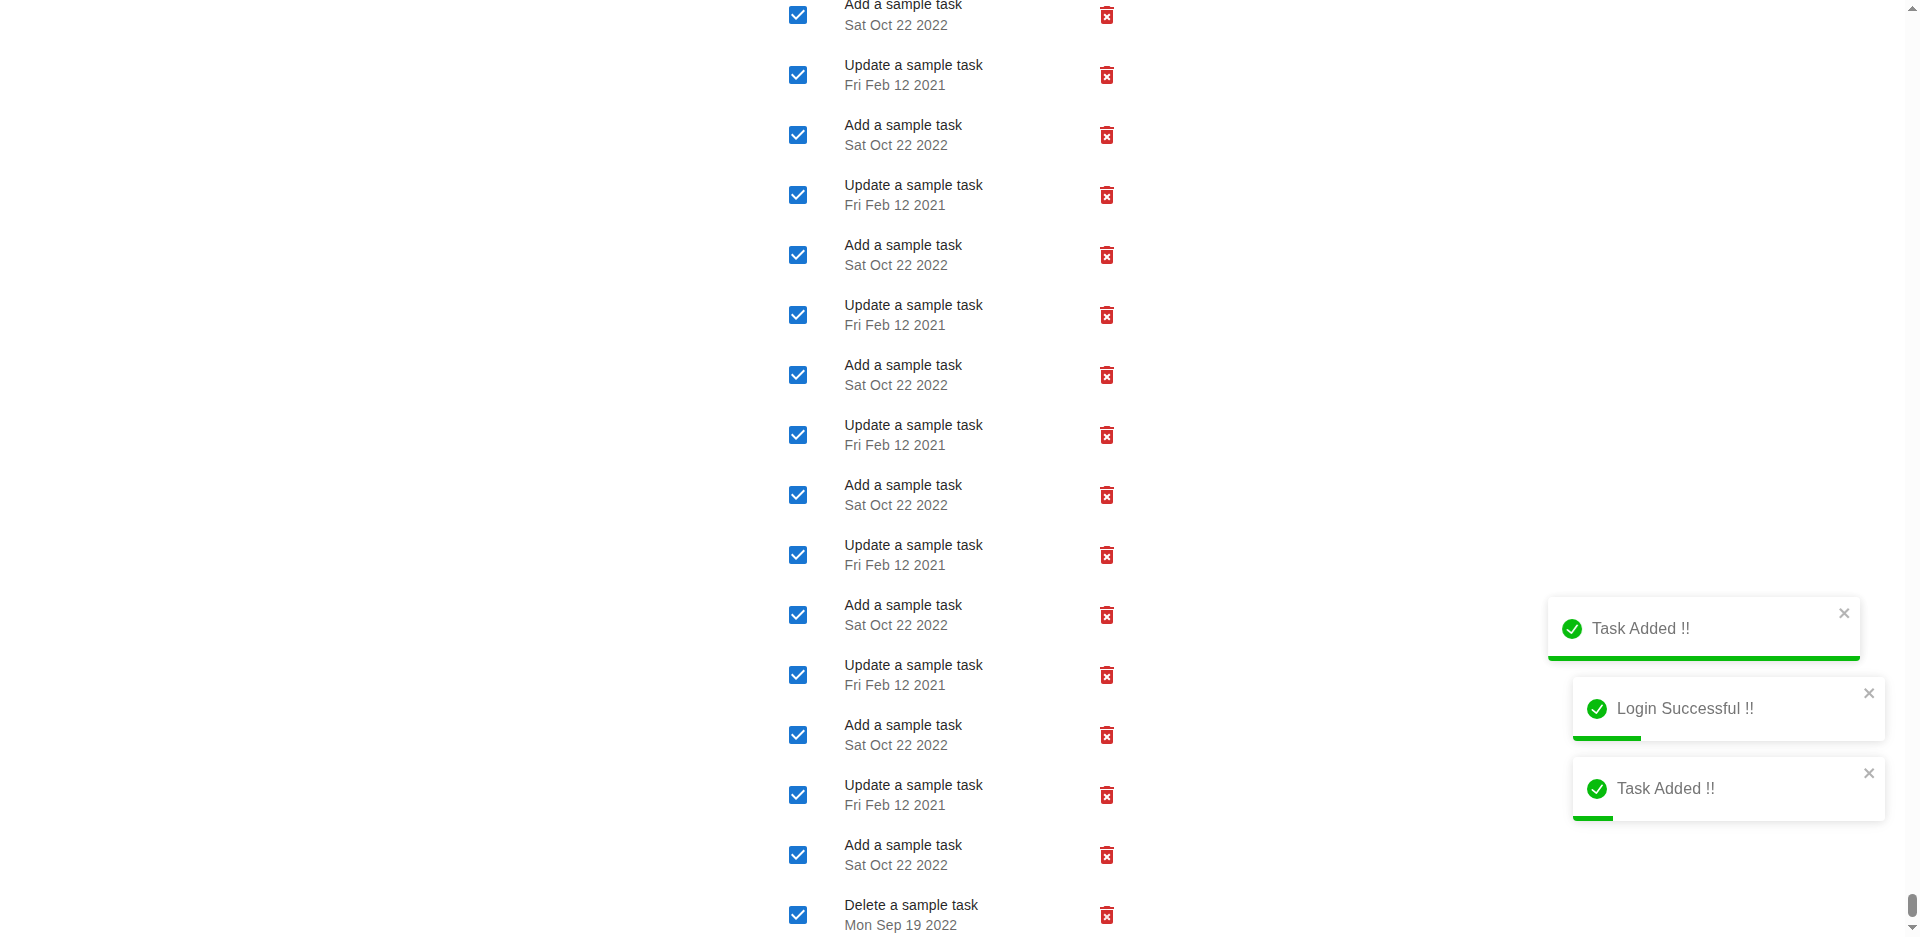 Add a sample task
Sat Oct 22 2022
Update a sample task
Fri Feb 12 2021
Add a sample task
Sat Oct 22 2022
Update a sample task
Fri Feb 12 2021
Add a sample task
Sat Oct 22 2022
Update a sample task
Fri Feb 12 2021
Add a sample task
Sat Oct 22 2022
Update a sample task
Fri Feb 12 2021
Add a sample task
Sat Oct 22 2022
Update a sample task
Fri Feb 12 2021
Add a sample task
Sat Oct 22 2022
Update a sample task
Fri Feb 12 2021
Add a sample task
Sat Oct 22 2022
Update a sample task
Fri Feb 12 2021
Add a sample task
Sat Oct 22 2022
Delete a sample task
Mon Sep 19 2022
Task Added !!
Login Successful !!
Task Added !!